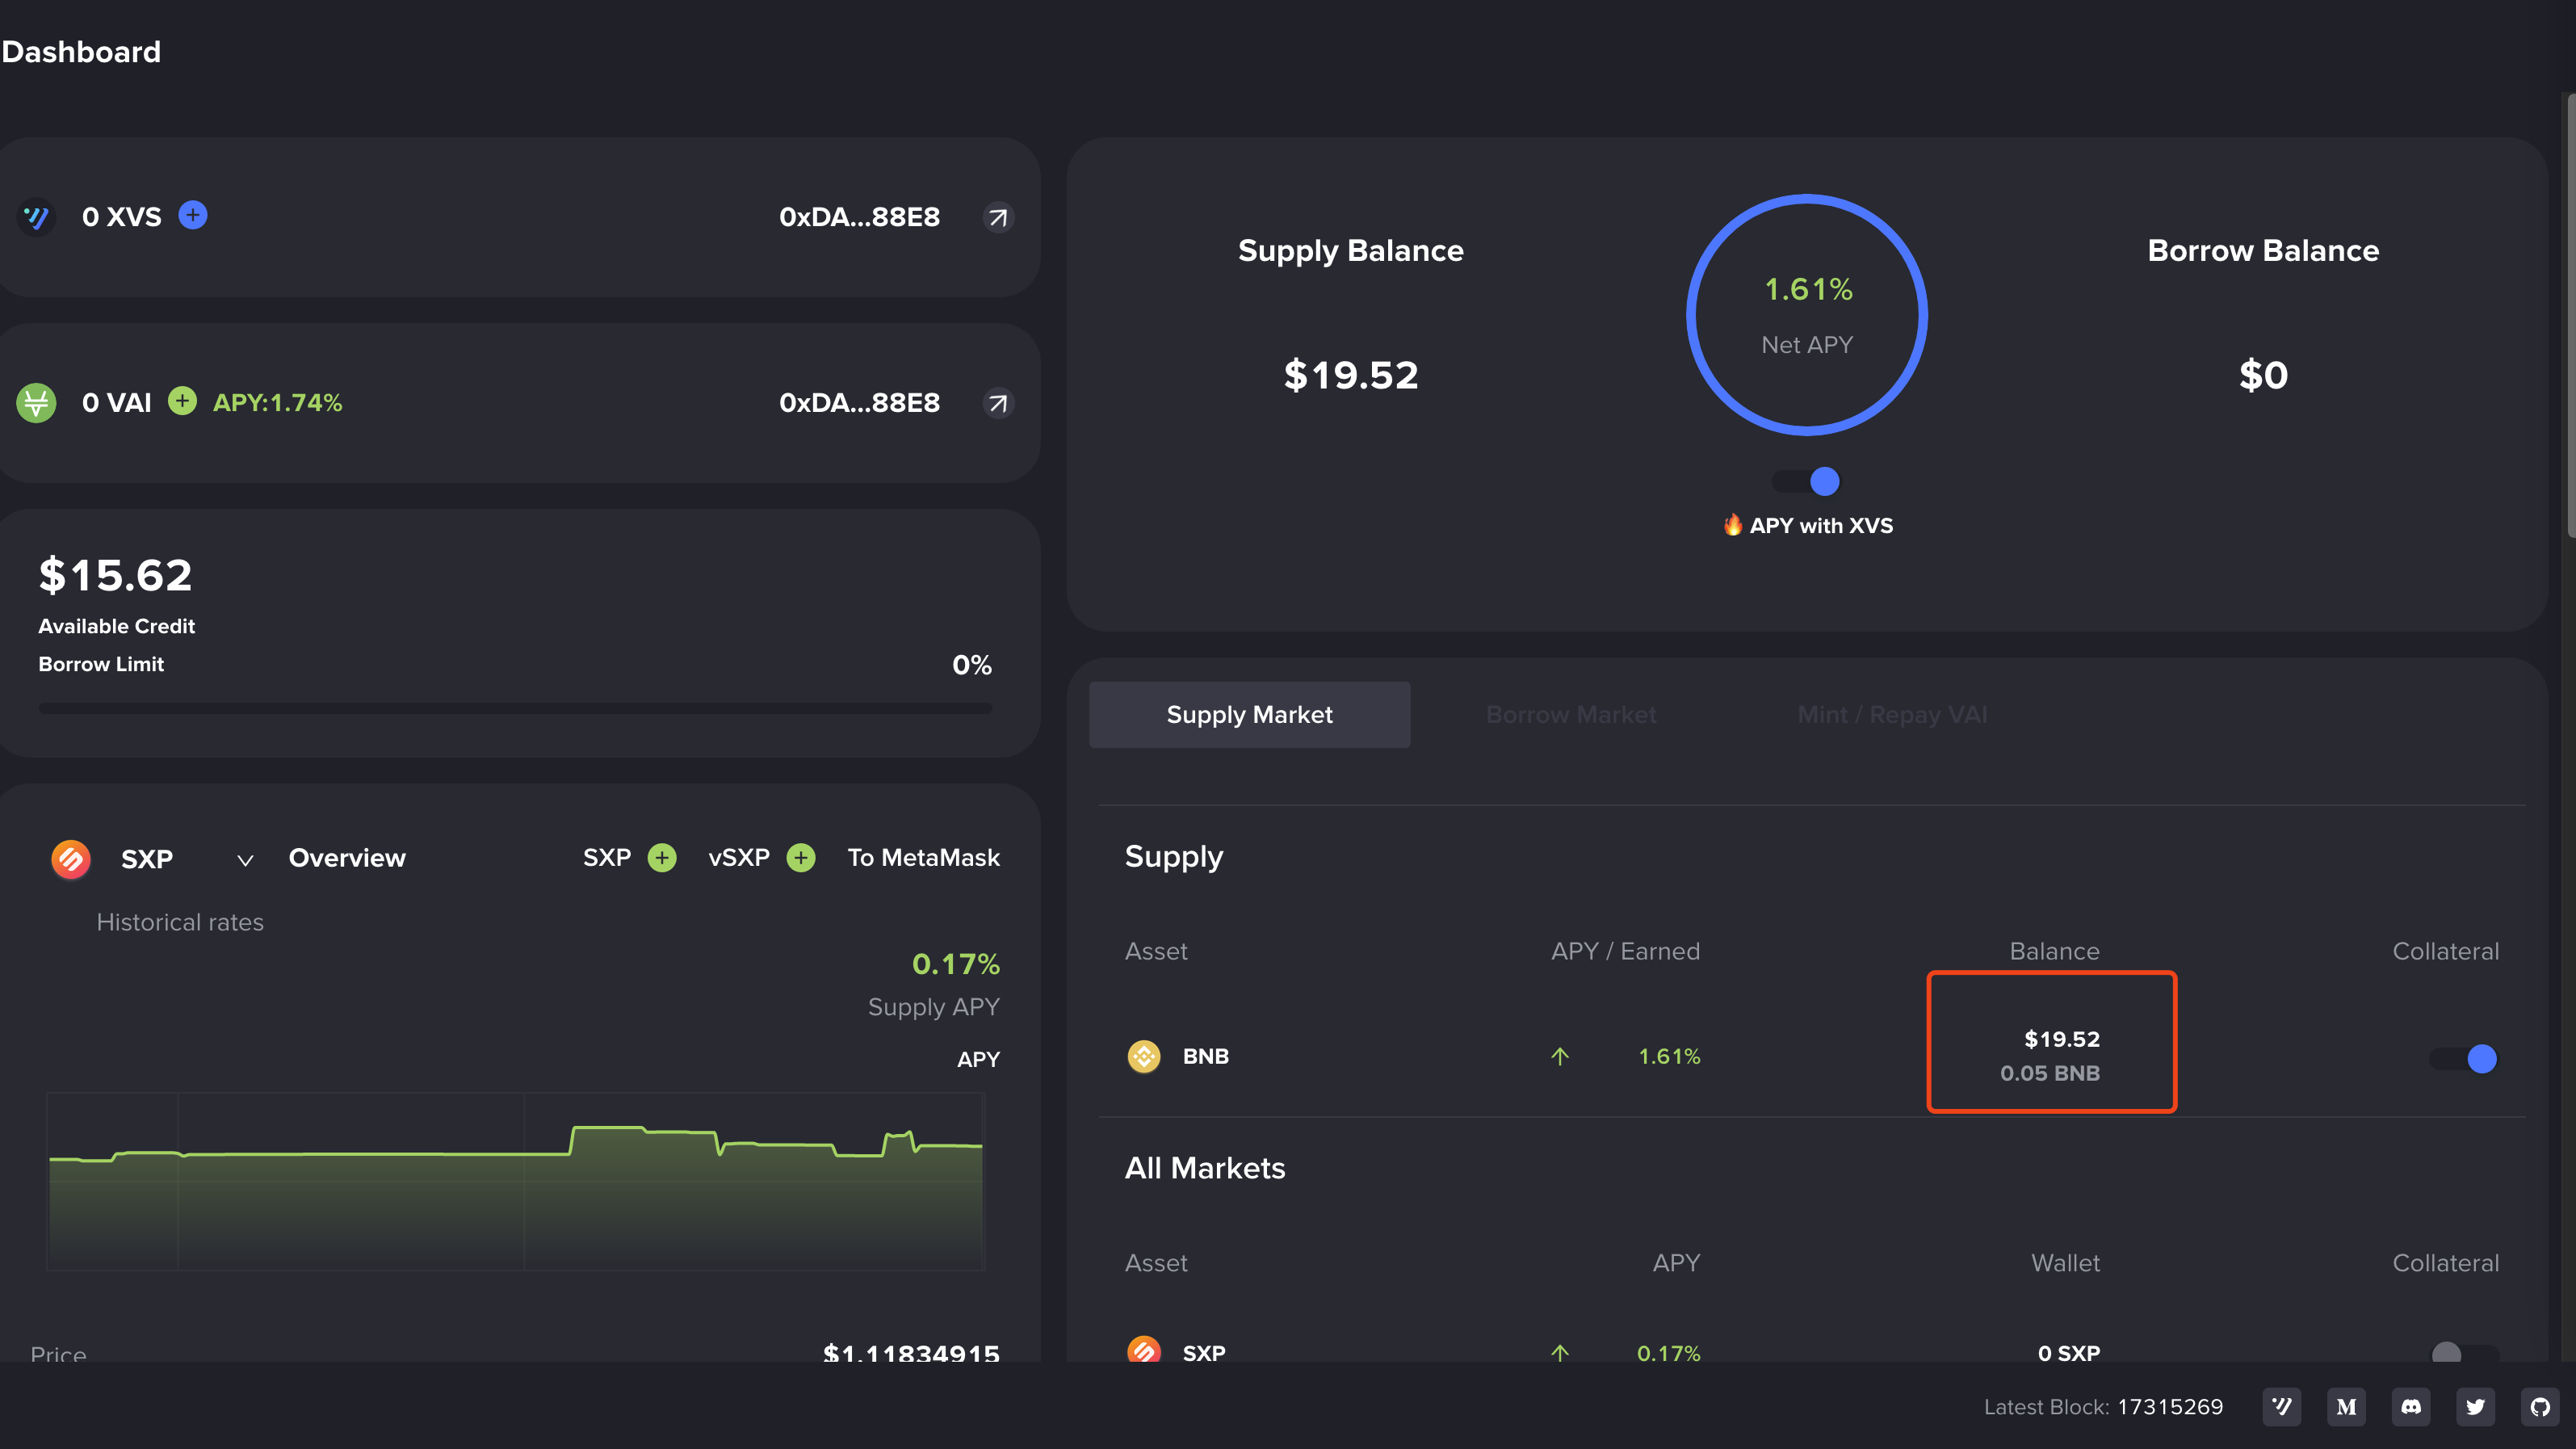 Dashboard
0 XVS
0xDA...88E8
0 VAI
APY:1.74%
0xDA...88E8
$15.62
Available Credit
Borrow Limit
0%
SXP
Overview
SXP
vSXP
To MetaMask
Historical rates
0.17%
Supply APY
APY
Price
$1.11834915
Supply Balance
$19.52
1.61%
Net APY
APY with XVS
Borrow Balance
$0
Supply Market
Borrow Market
Mint / Repay VAI
Supply
Asset
APY / Earned
Balance
Collateral
BNB
1.61%
$19.52
0.05 BNB
All Markets
Asset
APY
Wallet
Collateral
SXP
0.17%
0 SXP
Latest Block: 17315269